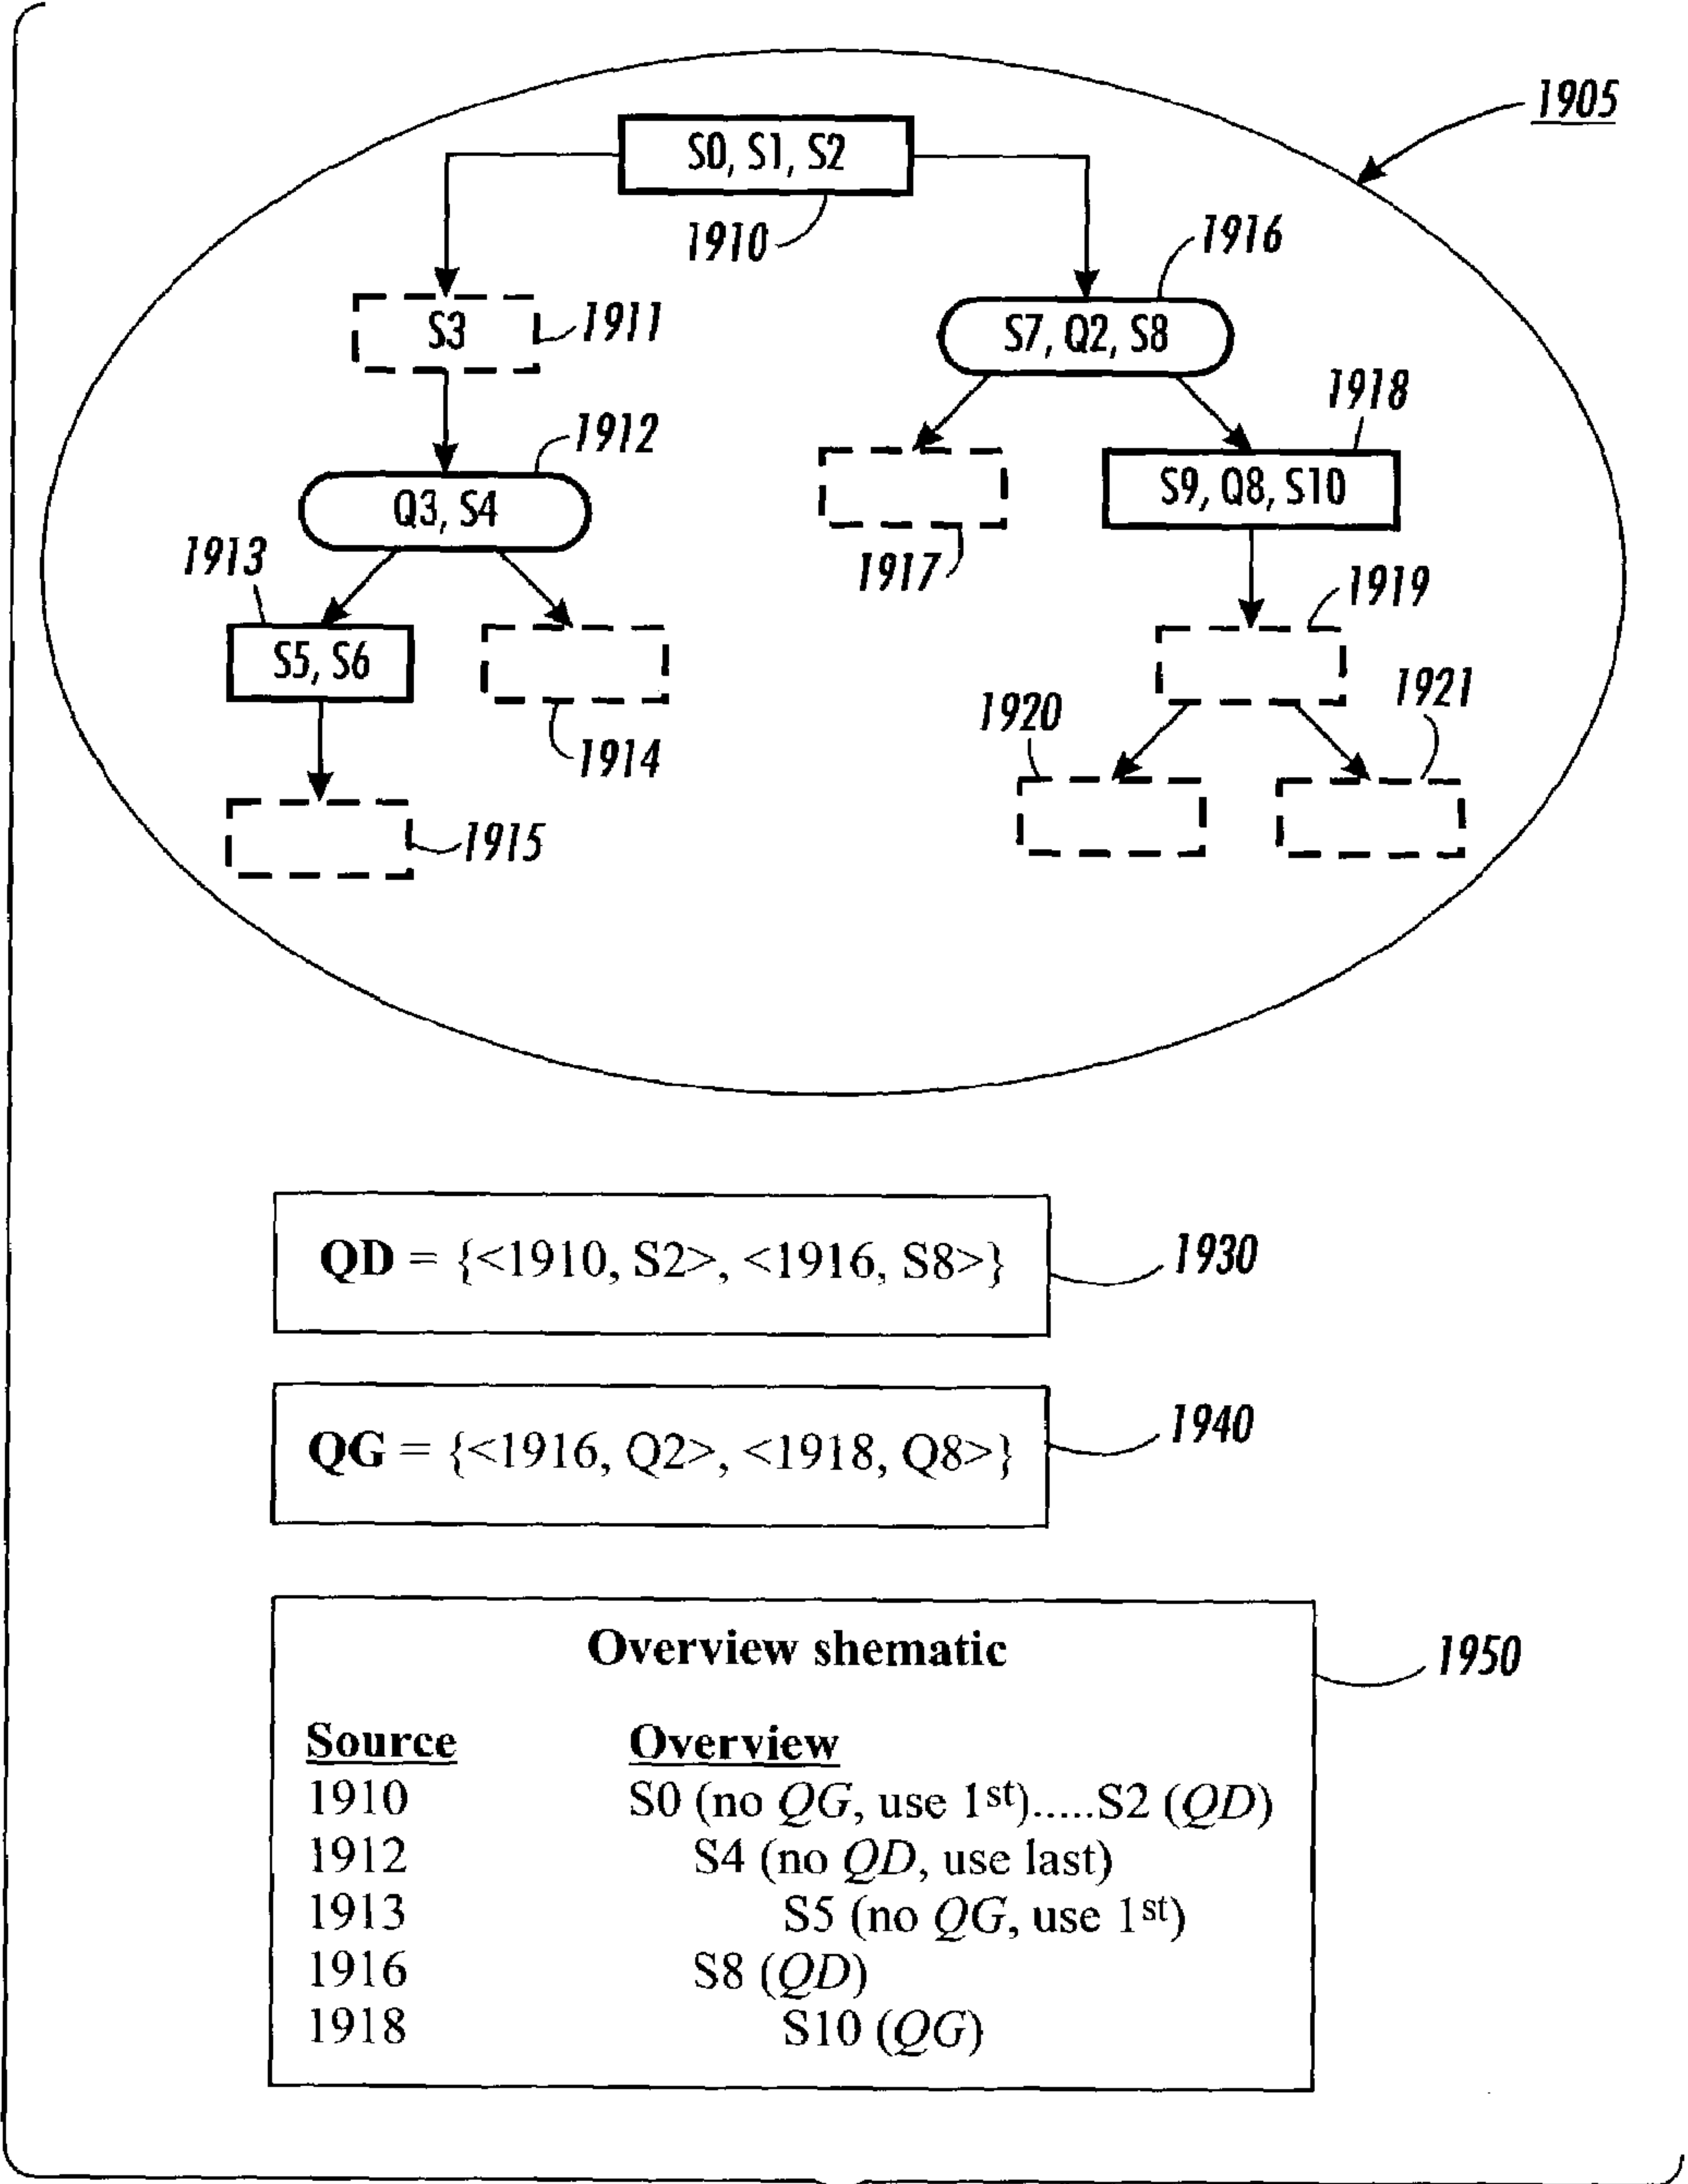 1905
S0, S1, S2
1910
1916
S3
1911
S7, Q2, S8
1918
1912
Q3, S4
S9, Q8, S10
1913
1917
1919
S5, S6
1914
1920
1921
1915
QD = {<1910, S2>, <1916, S8>}
1930
QG = {<1916, Q2>, <1918, Q8>}
1940
Overview shematic
1950
Source Overview
1910 S0 (no QG, use 1st).....S2 (QD)
1912 S4 (no QD, use last)
1913 S5 (no QG, use 1st)
1916 S8 (QD)
1918 S10 (QG)